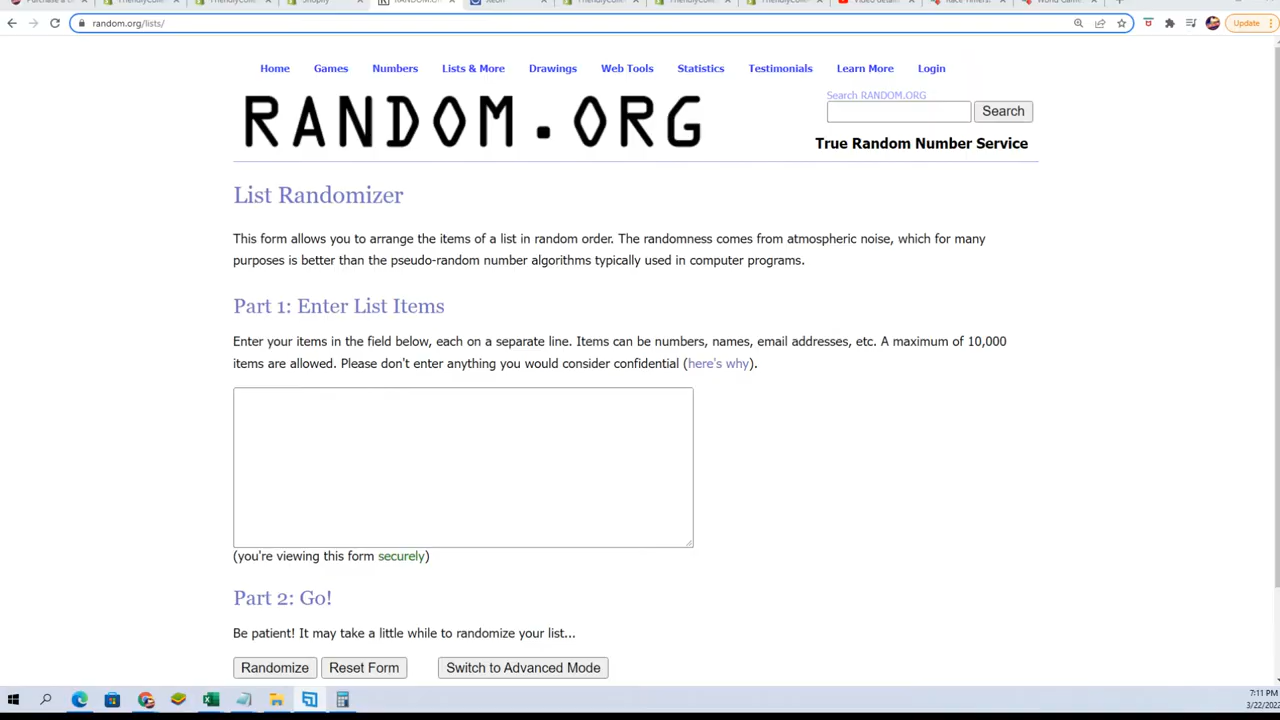 Shopify
random.org/lists/
Update
Home Games Numbers Lists & More Drawings Web Tools Statistics Testimonials Learn More Login
Search RANDOM.ORG
RANDOM.ORG
Search
True Random Number Service
List Randomizer
This form allows you to arrange the items of a list in random order. The randomness comes from atmospheric noise, which for many
purposes is better than the pseudo-random number algorithms typically used in computer programs.
Part 1: Enter List Items
Enter your items in the field below, each on a separate line. Items can be numbers, names, email addresses, etc. A maximum of 10,000
items are allowed. Please don't enter anything you would consider confidential (here's why).
(you're viewing this form securely)
Part 2: Go!
Be patient! It may take a little while to randomize your list...
Randomize Reset Form Switch to Advanced Mode
7:11 PM